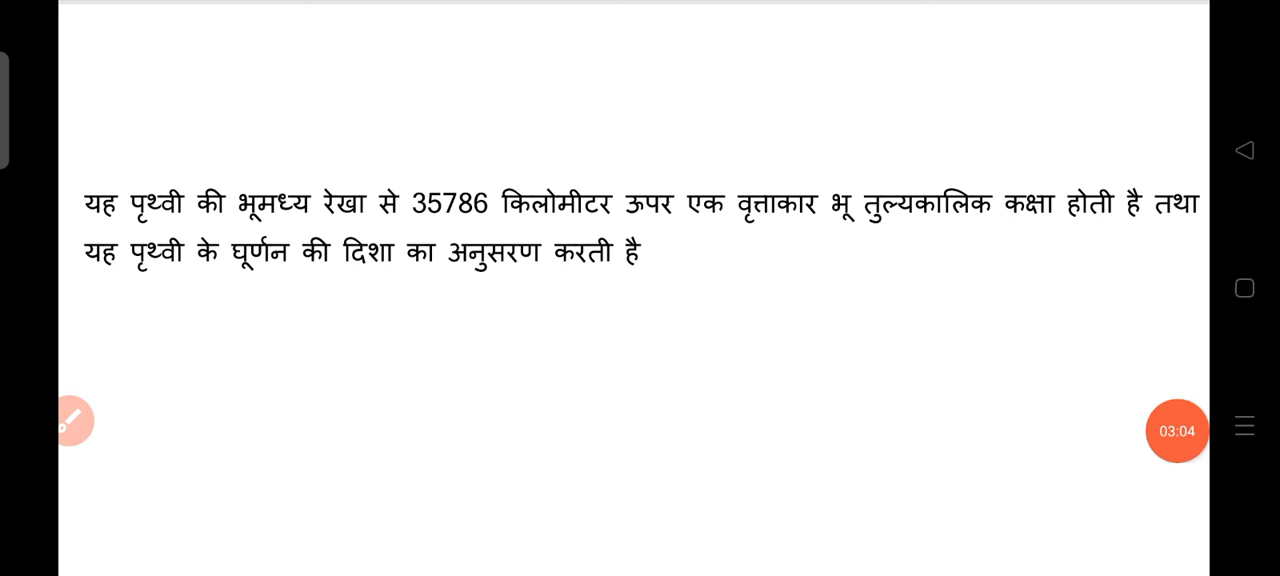 यह पृथ्वी की भूमध्य रेखा से 35786 किलोमीटर ऊपर एक वृत्ताकार भू तुल्यकालिक कक्षा होती है तथा
यह पृथ्वी के घूर्णन की दिशा का अनुसरण करती है
03:04